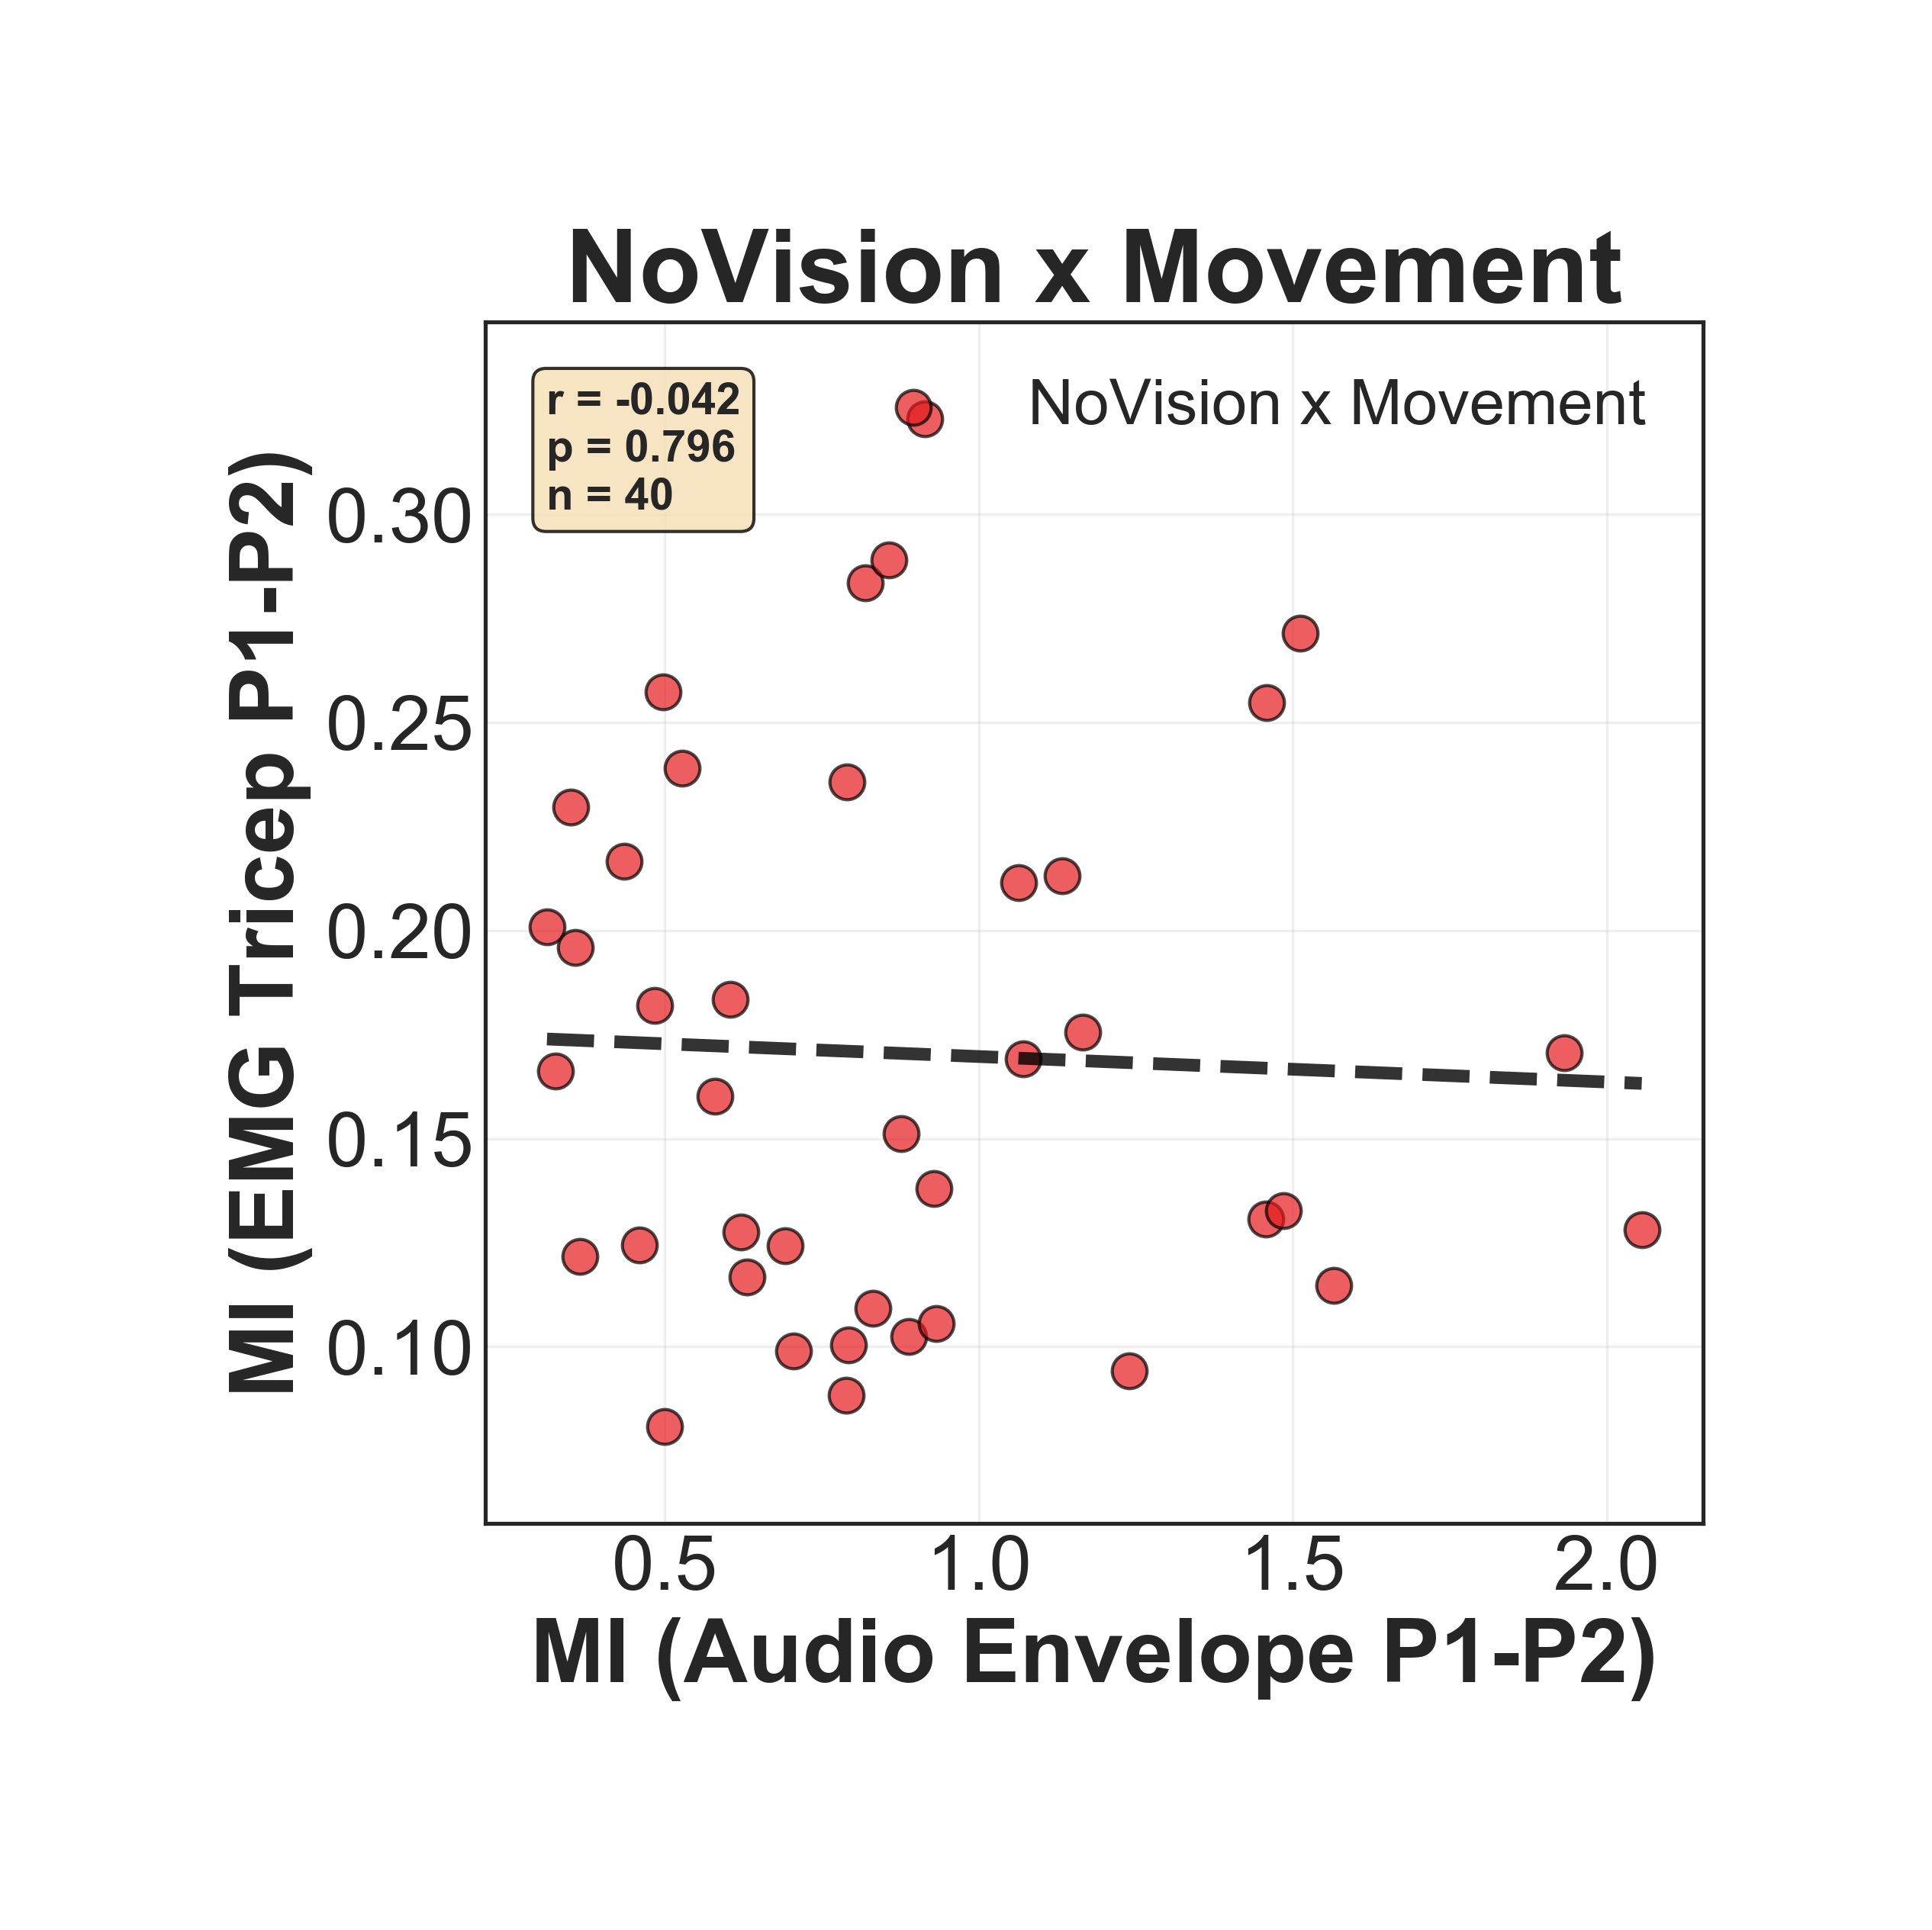 NoVision x Movement
r = -0.042
p = 0.796
n = 40
NoVision x Movement
MI (EMG Tricep P1-P2)
0.30
0.25
0.20
0.15
0.10
0.5 1.0 1.5 2.0
MI (Audio Envelope P1-P2)